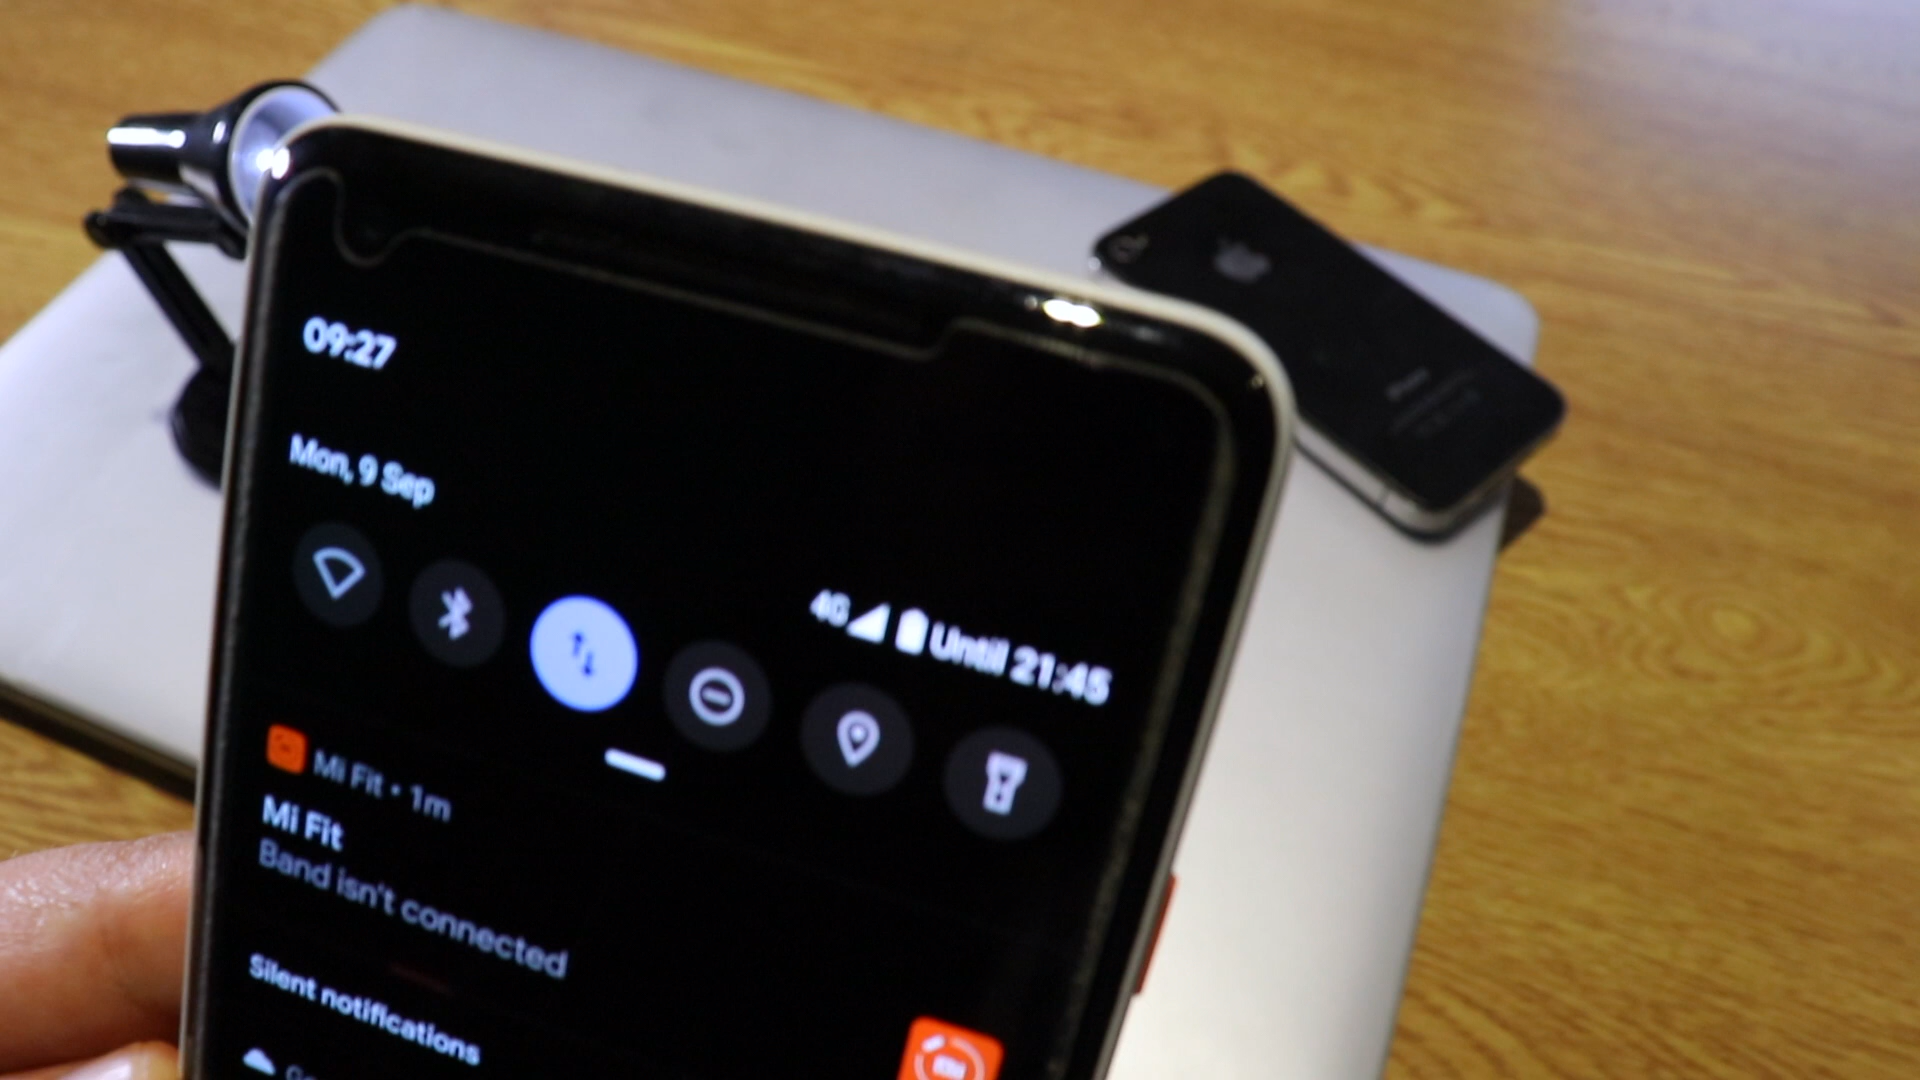 09:27
Mon, 9 Sep
4G Until 21:45
Mi Fit • 1m
Mi Fit
Band isn't connected
Silent notifications
iPhone